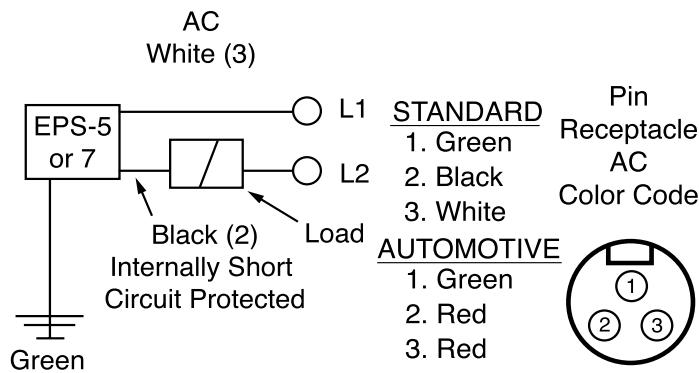 AC
White (3)
EPS-5
or 7
L1
L2
Black (2)
Internally Short
Circuit Protected
Load
Green
STANDARD
1. Green
2. Black
3. White
AUTOMOTIVE
1. Green
2. Red
3. Red
Pin
Receptacle
AC
Color Code
1
2
3